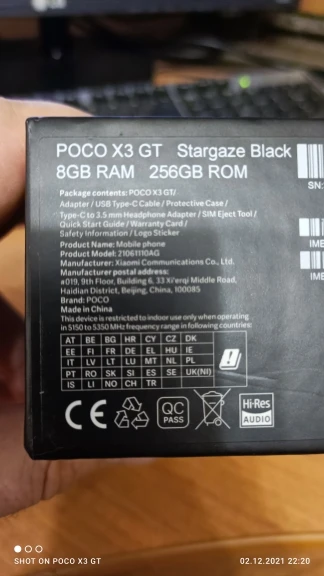 POCO X3 GT Stargaze Black
8GB RAM 256GB ROM
Package contents: POCO X3 GT/
Adapter / USB Type-C Cable / Protective Case /
Type-C to 3.5 mm Headphone Adapter / SIM Eject Tool /
Quick Start Guide / Warranty Card /
Safety Information / Logo Sticker
Product Name: Mobile phone
Product Model: 21061110AG
Manufacturer: Xiaomi Communications Co., Ltd.
Manufacturer postal address:
#019, 9th Floor, Building 6, 33 Xi'erqi Middle Road,
Haidian District, Beijing, China, 100085
Brand: POCO
Made in China
This device is restricted to indoor use only when operating
in 5150 to 5350 MHz frequency range in following countries:
AT BE BG HR CY CZ DK
EE FI FR DE EL HU IE
IT LV LT LU MT NL PL
PT RO SK SI ES SE UK(NI)
IS LI NO CH TR
SN:
IME
IME
CE
QC
PASS
Hi-Res
AUDIO
SHOT ON POCO X3 GT
02.12.2021 22:20